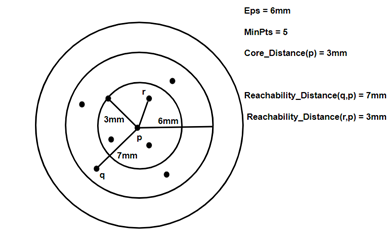 Eps = 6mm
MinPts = 5
Core_Distance(p) = 3mm
Reachability_Distance(q,p) = 7mm
Reachability_Distance(r,p) = 3mm
r
3mm
6mm
p
7mm
q